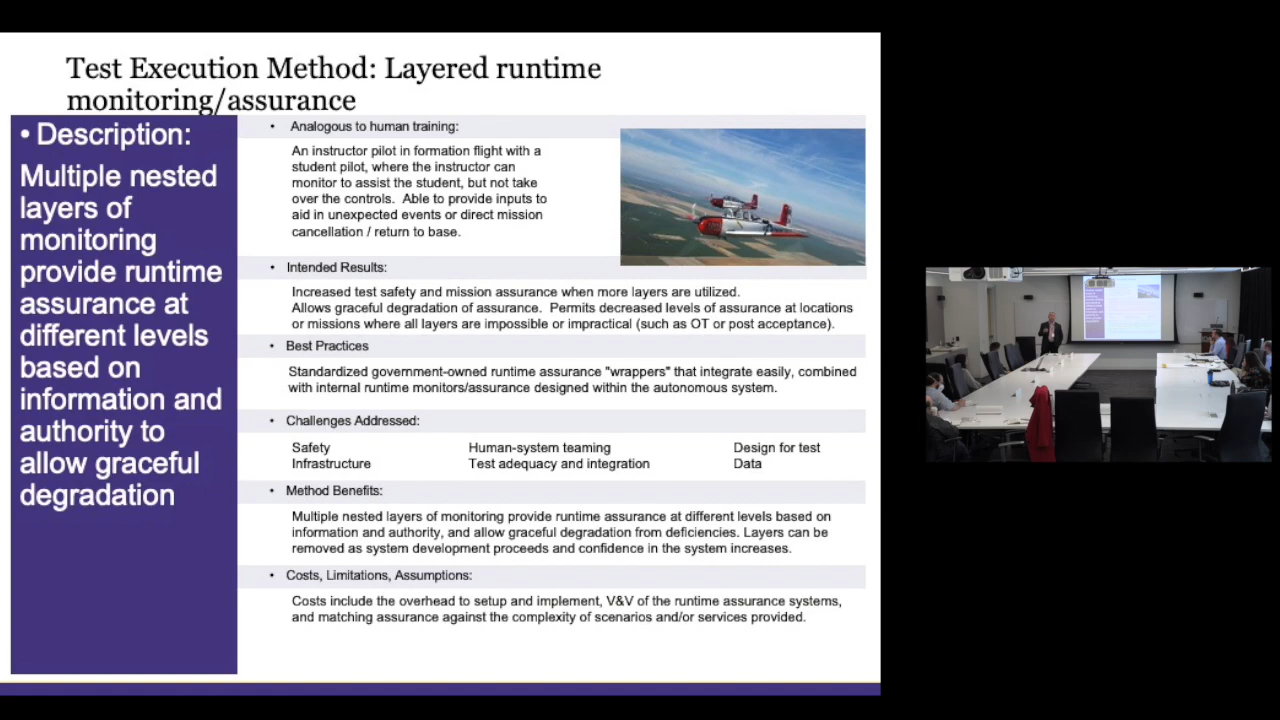 Test Execution Method: Layered runtime
monitoring/assurance
• Description:
Multiple nested
layers of
monitoring
provide runtime
assurance at
different levels
based on
information and
authority to
allow graceful
degradation
• Analogous to human training:
An instructor pilot in formation flight with a
student pilot, where the instructor can
monitor to assist the student, but not take
over the controls.  Able to provide inputs to
aid in unexpected events or direct mission
cancellation / return to base.
• Intended Results:
Increased test safety and mission assurance when more layers are utilized.
Allows graceful degradation of assurance.  Permits decreased levels of assurance at locations
or missions where all layers are impossible or impractical (such as OT or post acceptance).
• Best Practices
Standardized government-owned runtime assurance "wrappers" that integrate easily, combined
with internal runtime monitors/assurance designed within the autonomous system.
• Challenges Addressed:
Safety Human-system teaming Design for test
Infrastructure Test adequacy and integration Data
• Method Benefits:
Multiple nested layers of monitoring provide runtime assurance at different levels based on
information and authority, and allow graceful degradation from deficiencies. Layers can be
removed as system development proceeds and confidence in the system increases.
• Costs, Limitations, Assumptions:
Costs include the overhead to setup and implement, V&V of the runtime assurance systems,
and matching assurance against the complexity of scenarios and/or services provided.